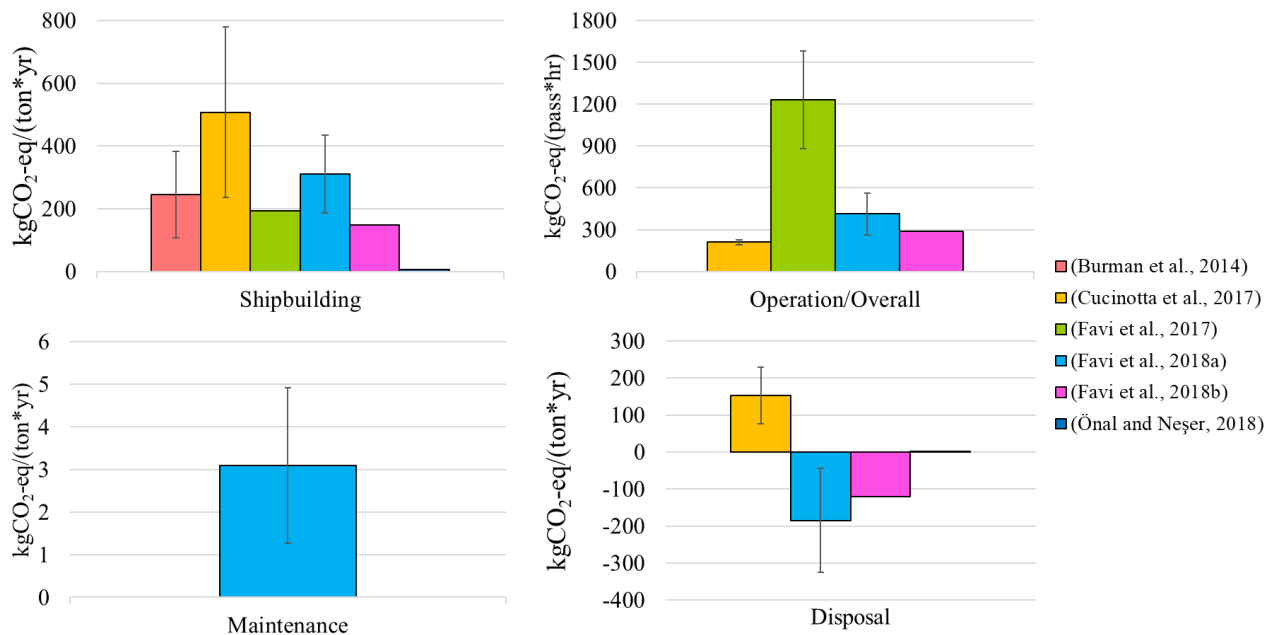 kgCO₂-eq/(ton*yr)
800
600
400
200
0
Shipbuilding
kgCO₂-eq/(pass*hr)
1800
1500
1200
900
600
300
0
Operation/Overall
kgCO₂-eq/(ton*yr)
6
5
4
3
2
1
0
Maintenance
kgCO₂-eq/(ton*yr)
300
200
100
0
-100
-200
-300
-400
Disposal
(Burman et al., 2014)
(Cucinotta et al., 2017)
(Favi et al., 2017)
(Favi et al., 2018a)
(Favi et al., 2018b)
(Önal and Neşer, 2018)